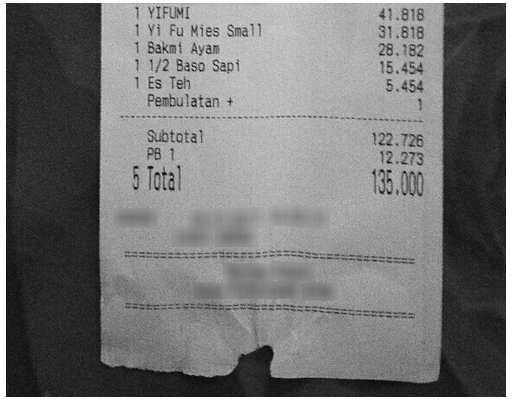 1 YIFUMI 41.818
1 Yi Fu Mies Small 31.818
1 Bakmi Ayam 28.182
1 1/2 Baso Sapi 15.454
1 Es Teh 5.454
Pembulatan + 1
Subtotal 122.726
PB 1 12.273
5 Total 135.000